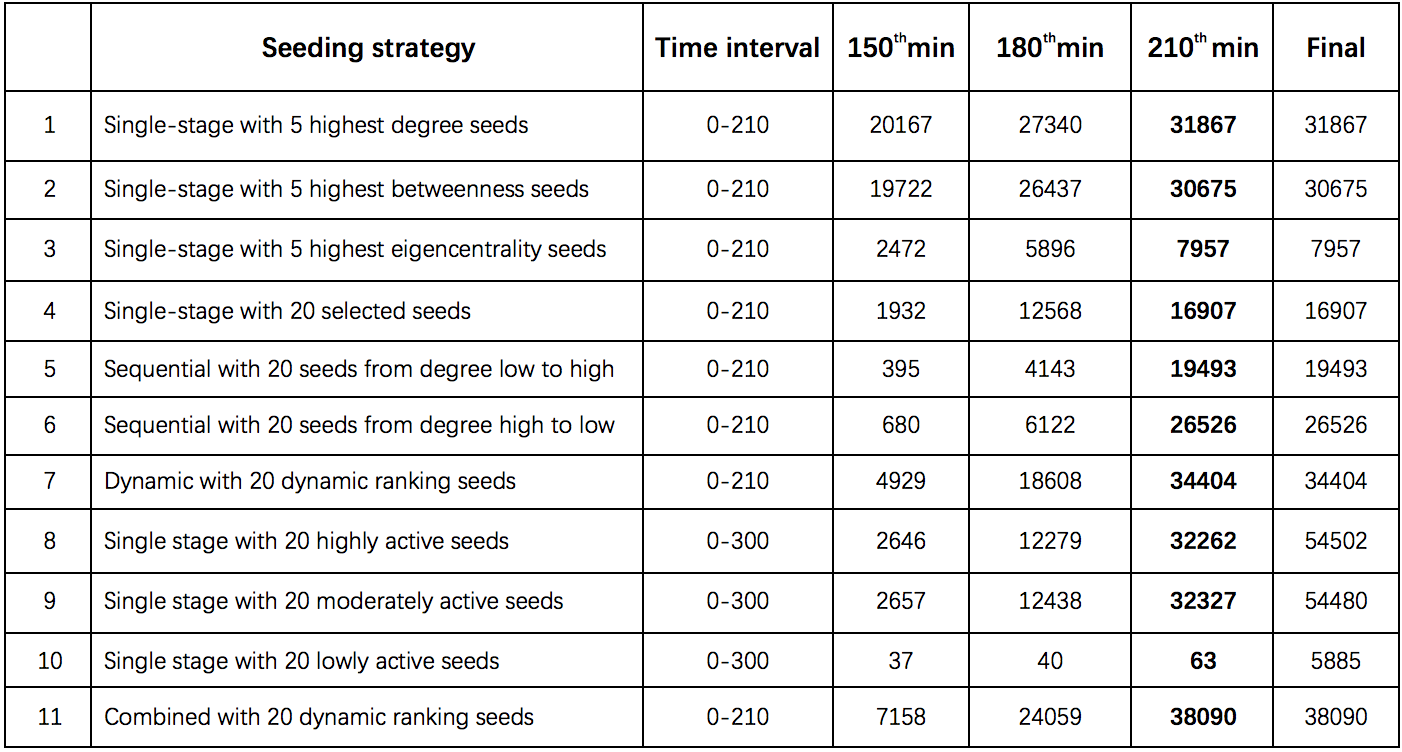 Seeding strategy Time interval 150th min 180th min 210th min Final
1 Single-stage with 5 highest degree seeds 0-210 20167 27340 31867 31867
2 Single-stage with 5 highest betweenness seeds 0-210 19722 26437 30675 30675
3 Single-stage with 5 highest eigencentrality seeds 0-210 2472 5896 7957 7957
4 Single-stage with 20 selected seeds 0-210 1932 12568 16907 16907
5 Sequential with 20 seeds from degree low to high 0-210 395 4143 19493 19493
6 Sequential with 20 seeds from degree high to low 0-210 680 6122 26526 26526
7 Dynamic with 20 dynamic ranking seeds 0-210 4929 18608 34404 34404
8 Single stage with 20 highly active seeds 0-300 2646 12279 32262 54502
9 Single stage with 20 moderately active seeds 0-300 2657 12438 32327 54480
10 Single stage with 20 lowly active seeds 0-300 37 40 63 5885
11 Combined with 20 dynamic ranking seeds 0-210 7158 24059 38090 38090